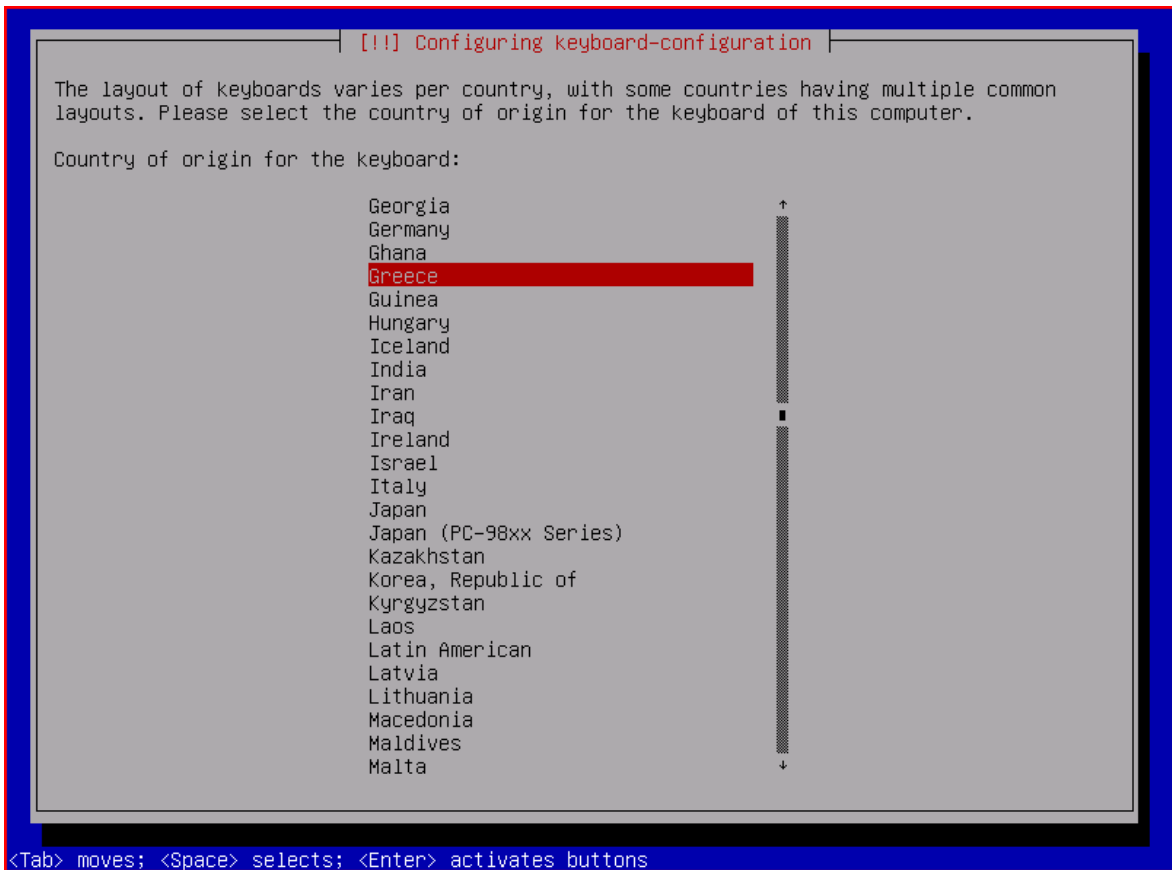 [!!] Configuring keyboard-configuration
The layout of keyboards varies per country, with some countries having multiple common
layouts. Please select the country of origin for the keyboard of this computer.
Country of origin for the keyboard:
Georgia
Germany
Ghana
Greece
Guinea
Hungary
Iceland
India
Iran
Iraq
Ireland
Israel
Italy
Japan
Japan (PC-98xx Series)
Kazakhstan
Korea, Republic of
Kyrgyzstan
Laos
Latin American
Latvia
Lithuania
Macedonia
Maldives
Malta
<Tab> moves; <Space> selects; <Enter> activates buttons